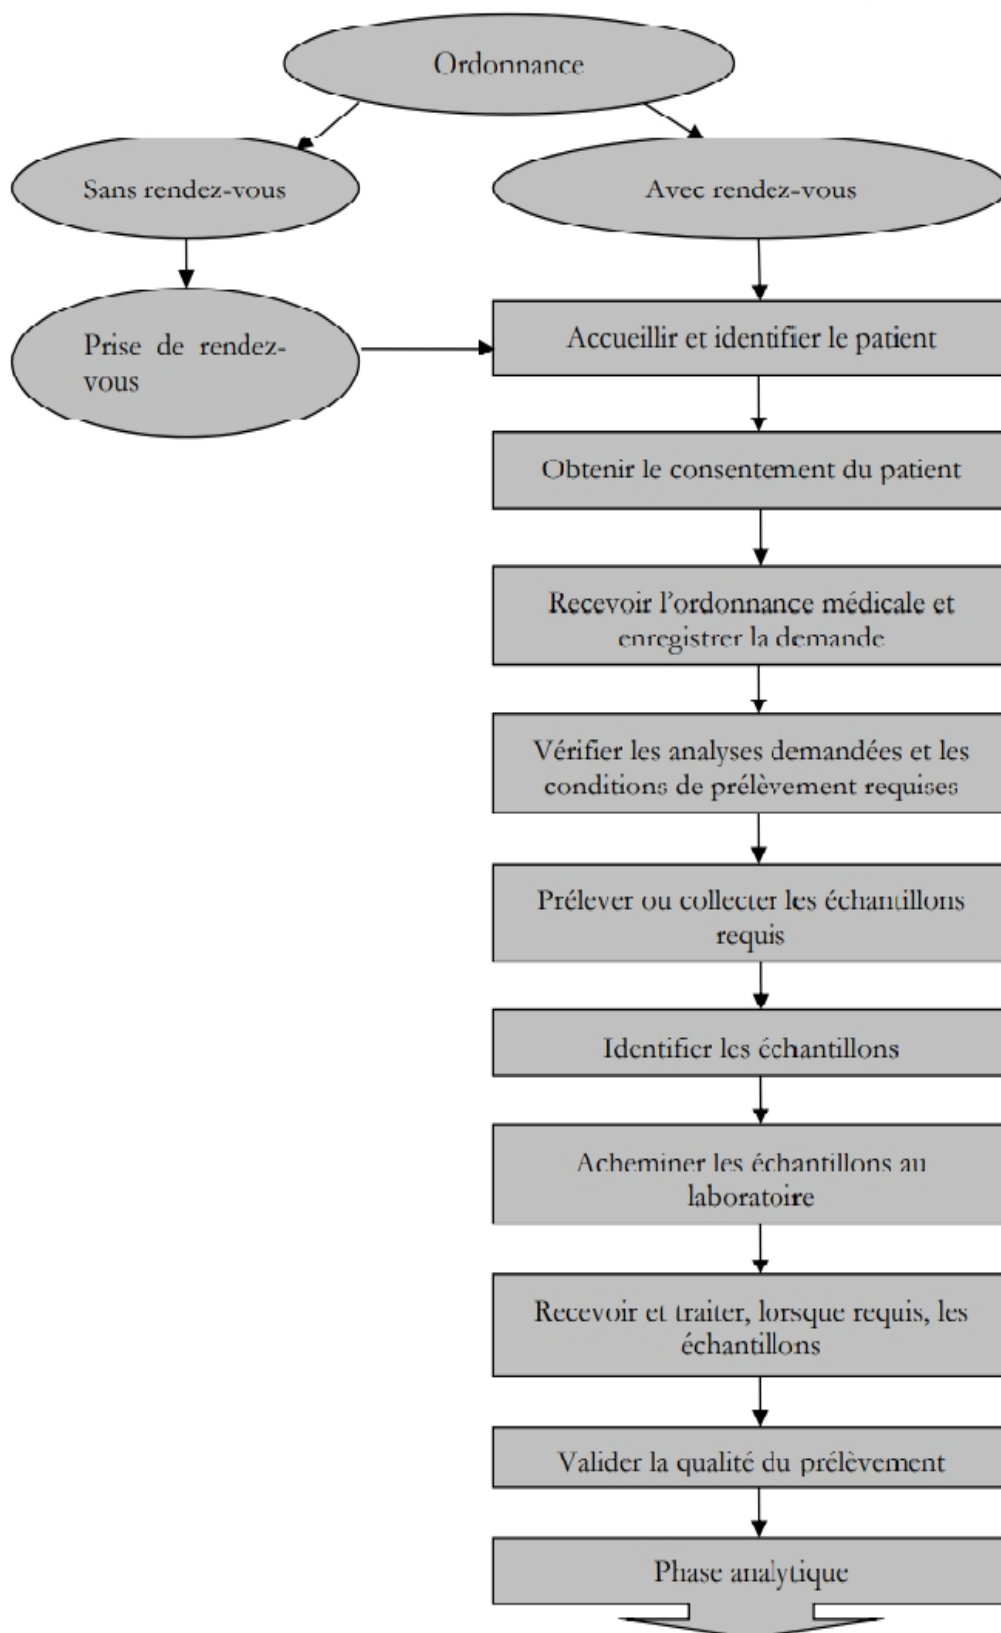 Ordonnance
Sans rendez-vous
Avec rendez-vous
Prise de rendez-
vous
Accueillir et identifier le patient
Obtenir le consentement du patient
Recevoir l'ordonnance médicale et
enregistrer la demande
Vérifier les analyses demandées et les
conditions de prélèvement requises
Prélever ou collecter les échantillons
requis
Identifier les échantillons
Acheminer les échantillons au
laboratoire
Recevoir et traiter, lorsque requis, les
échantillons
Valider la qualité du prélèvement
Phase analytique